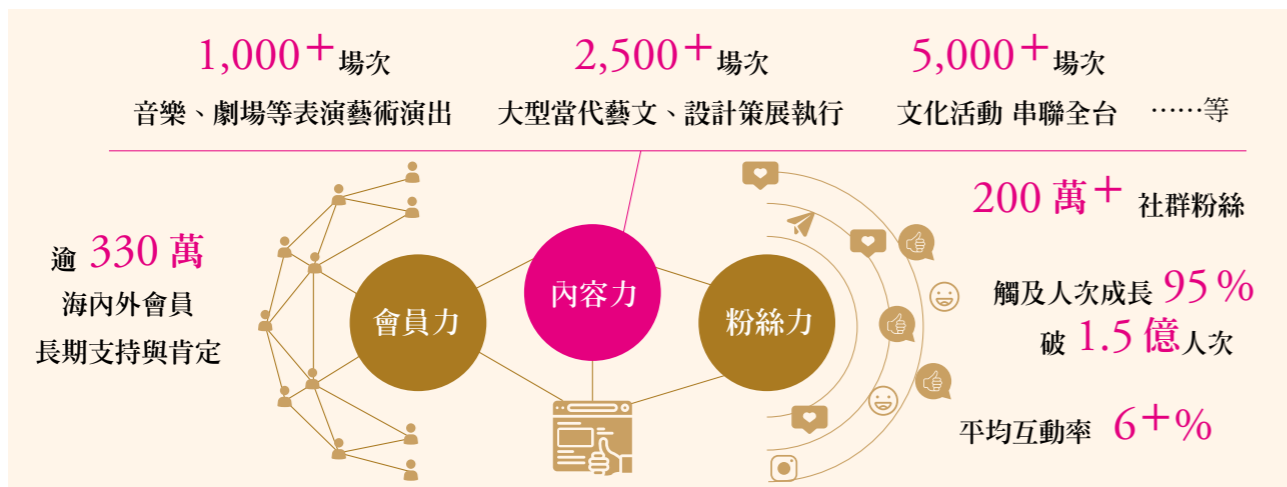 1,000+場次
音樂、劇場等表演藝術演出
2,500+場次
大型當代藝文、設計策展執行
5,000+場次
文化活動 串聯全台 ……等
逾 330 萬
海內外會員
長期支持與肯定
會員力
內容力
粉絲力
200 萬+ 社群粉絲
觸及人次成長 95%
破 1.5 億人次
平均互動率 6+%